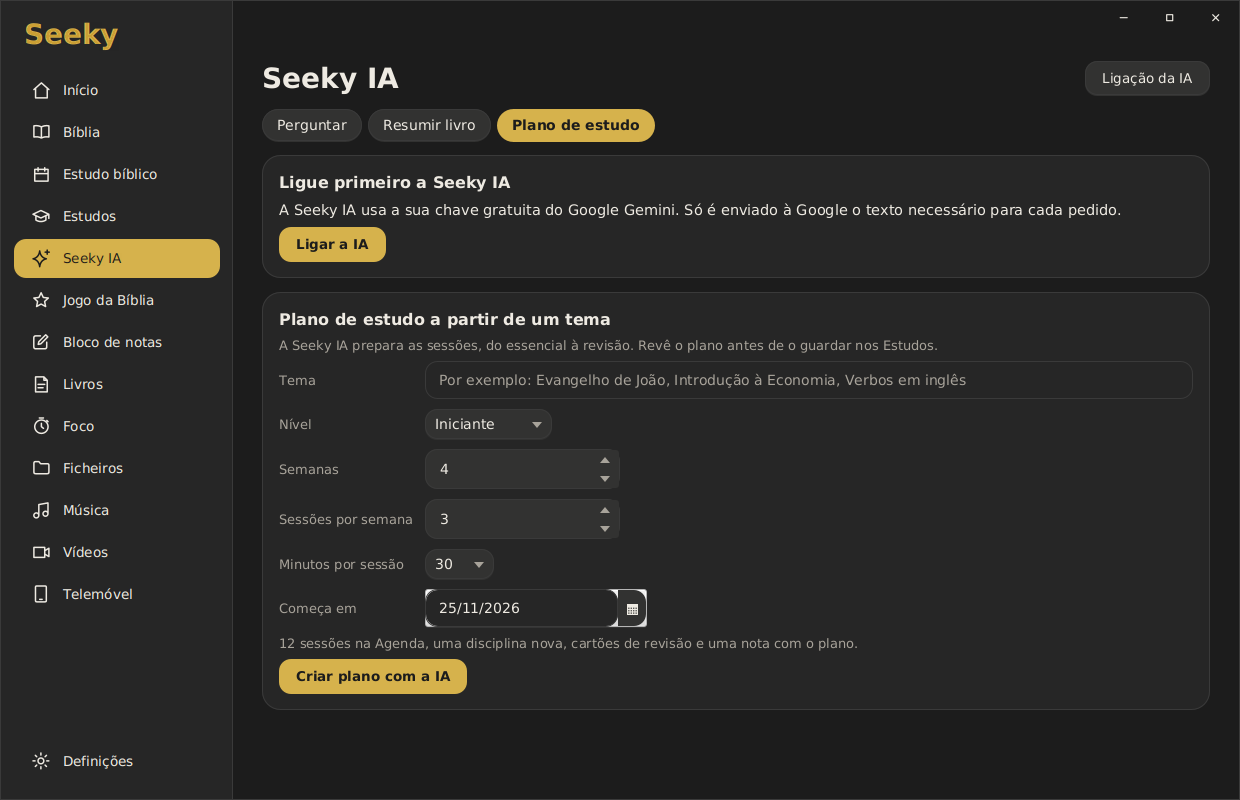 Seeky
Início
Bíblia
Estudo bíblico
Estudos
Seeky IA
Jogo da Bíblia
Bloco de notas
Livros
Foco
Ficheiros
Música
Vídeos
Telemóvel
Definições
Seeky IA
Ligação da IA
Perguntar
Resumir livro
Plano de estudo
Ligue primeiro a Seeky IA
A Seeky IA usa a sua chave gratuita do Google Gemini. Só é enviado à Google o texto necessário para cada pedido.
Ligar a IA
Plano de estudo a partir de um tema
A Seeky IA prepara as sessões, do essencial à revisão. Revê o plano antes de o guardar nos Estudos.
Tema
Por exemplo: Evangelho de João, Introdução à Economia, Verbos em inglês
Nível
Iniciante
Semanas
4
Sessões por semana
3
Minutos por sessão
30
Começa em
25/11/2026
12 sessões na Agenda, uma disciplina nova, cartões de revisão e uma nota com o plano.
Criar plano com a IA